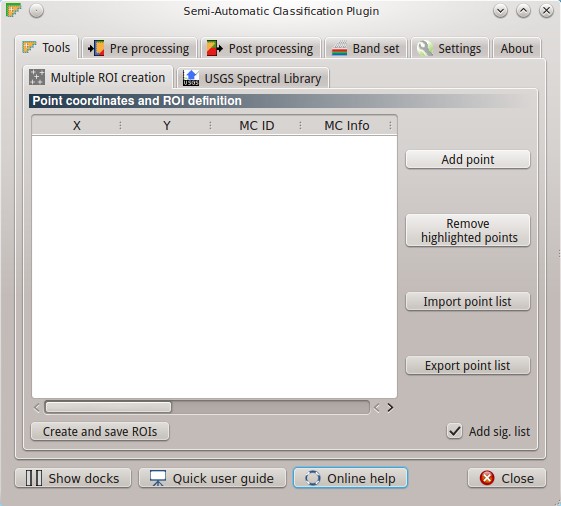 Semi-Automatic Classification Plugin
Tools
Pre processing
Post processing
Band set
Settings
About
Multiple ROI creation
USGS
USGS Spectral Library
Point coordinates and ROI definition
X
Y
MC ID
MC Info
Add point
Remove
highlighted points
Import point list
Export point list
Create and save ROIs
Add sig. list
Show docks
Quick user guide
Online help
Close